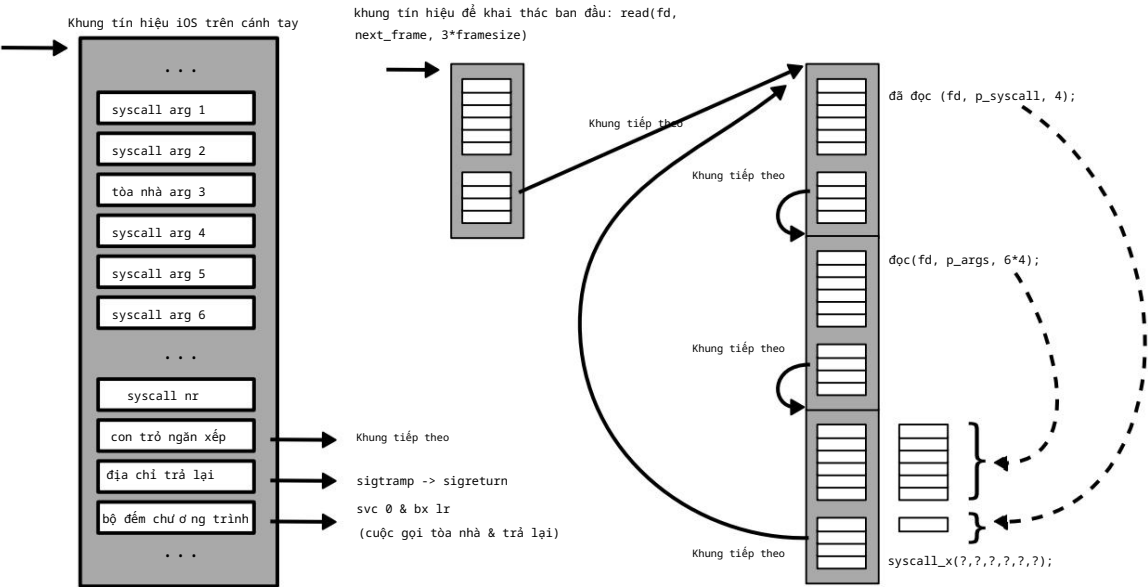 Khung tín hiệu iOS trên cánh tay
...
syscall arg 1
syscall arg 2
tòa nhà arg 3
syscall arg 4
syscall arg 5
syscall arg 6
...
syscall nr
con trỏ ngăn xếp
địa chỉ trả lại
bộ đếm chương trình
...
Khung tiếp theo
sigtramp -> sigreturn
svc 0 & bx lr
(cuộc gọi tòa nhà & trả lại)
khung tín hiệu để khai thác ban đầu: read(fd,
next_frame, 3*framesize)
Khung tiếp theo
Khung tiếp theo
Khung tiếp theo
Khung tiếp theo
đã đọc (fd, p_syscall, 4);
đọc(fd, p_args, 6*4);
syscall_x(?,?,?,?,?,?);